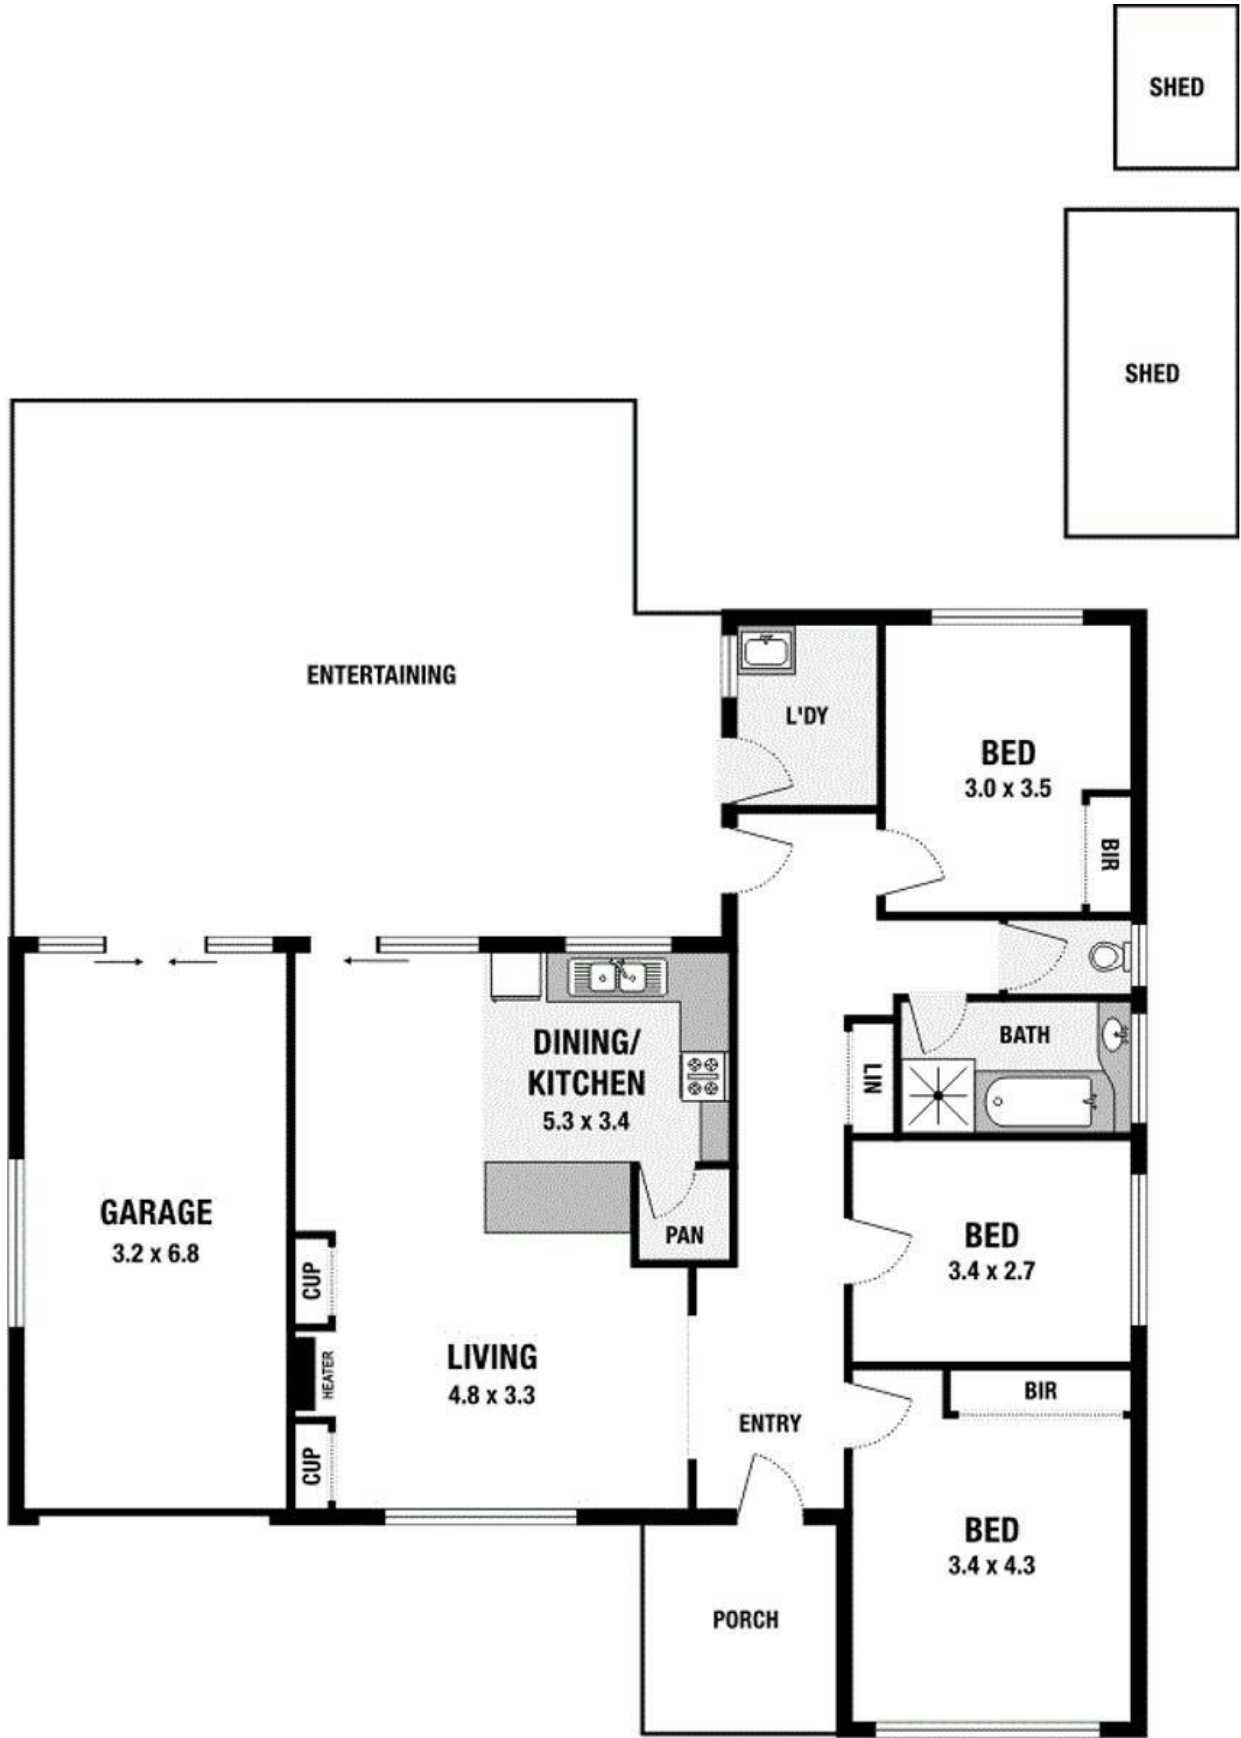 SHED
SHED
ENTERTAINING
L'DY
BED
3.0 x 3.5
BIR
BATH
LIN
DINING/
KITCHEN
5.3 x 3.4
GARAGE
3.2 x 6.8
PAN
BED
3.4 x 2.7
CUP
HEATER
LIVING
4.8 x 3.3
BIR
ENTRY
CUP
BED
3.4 x 4.3
PORCH